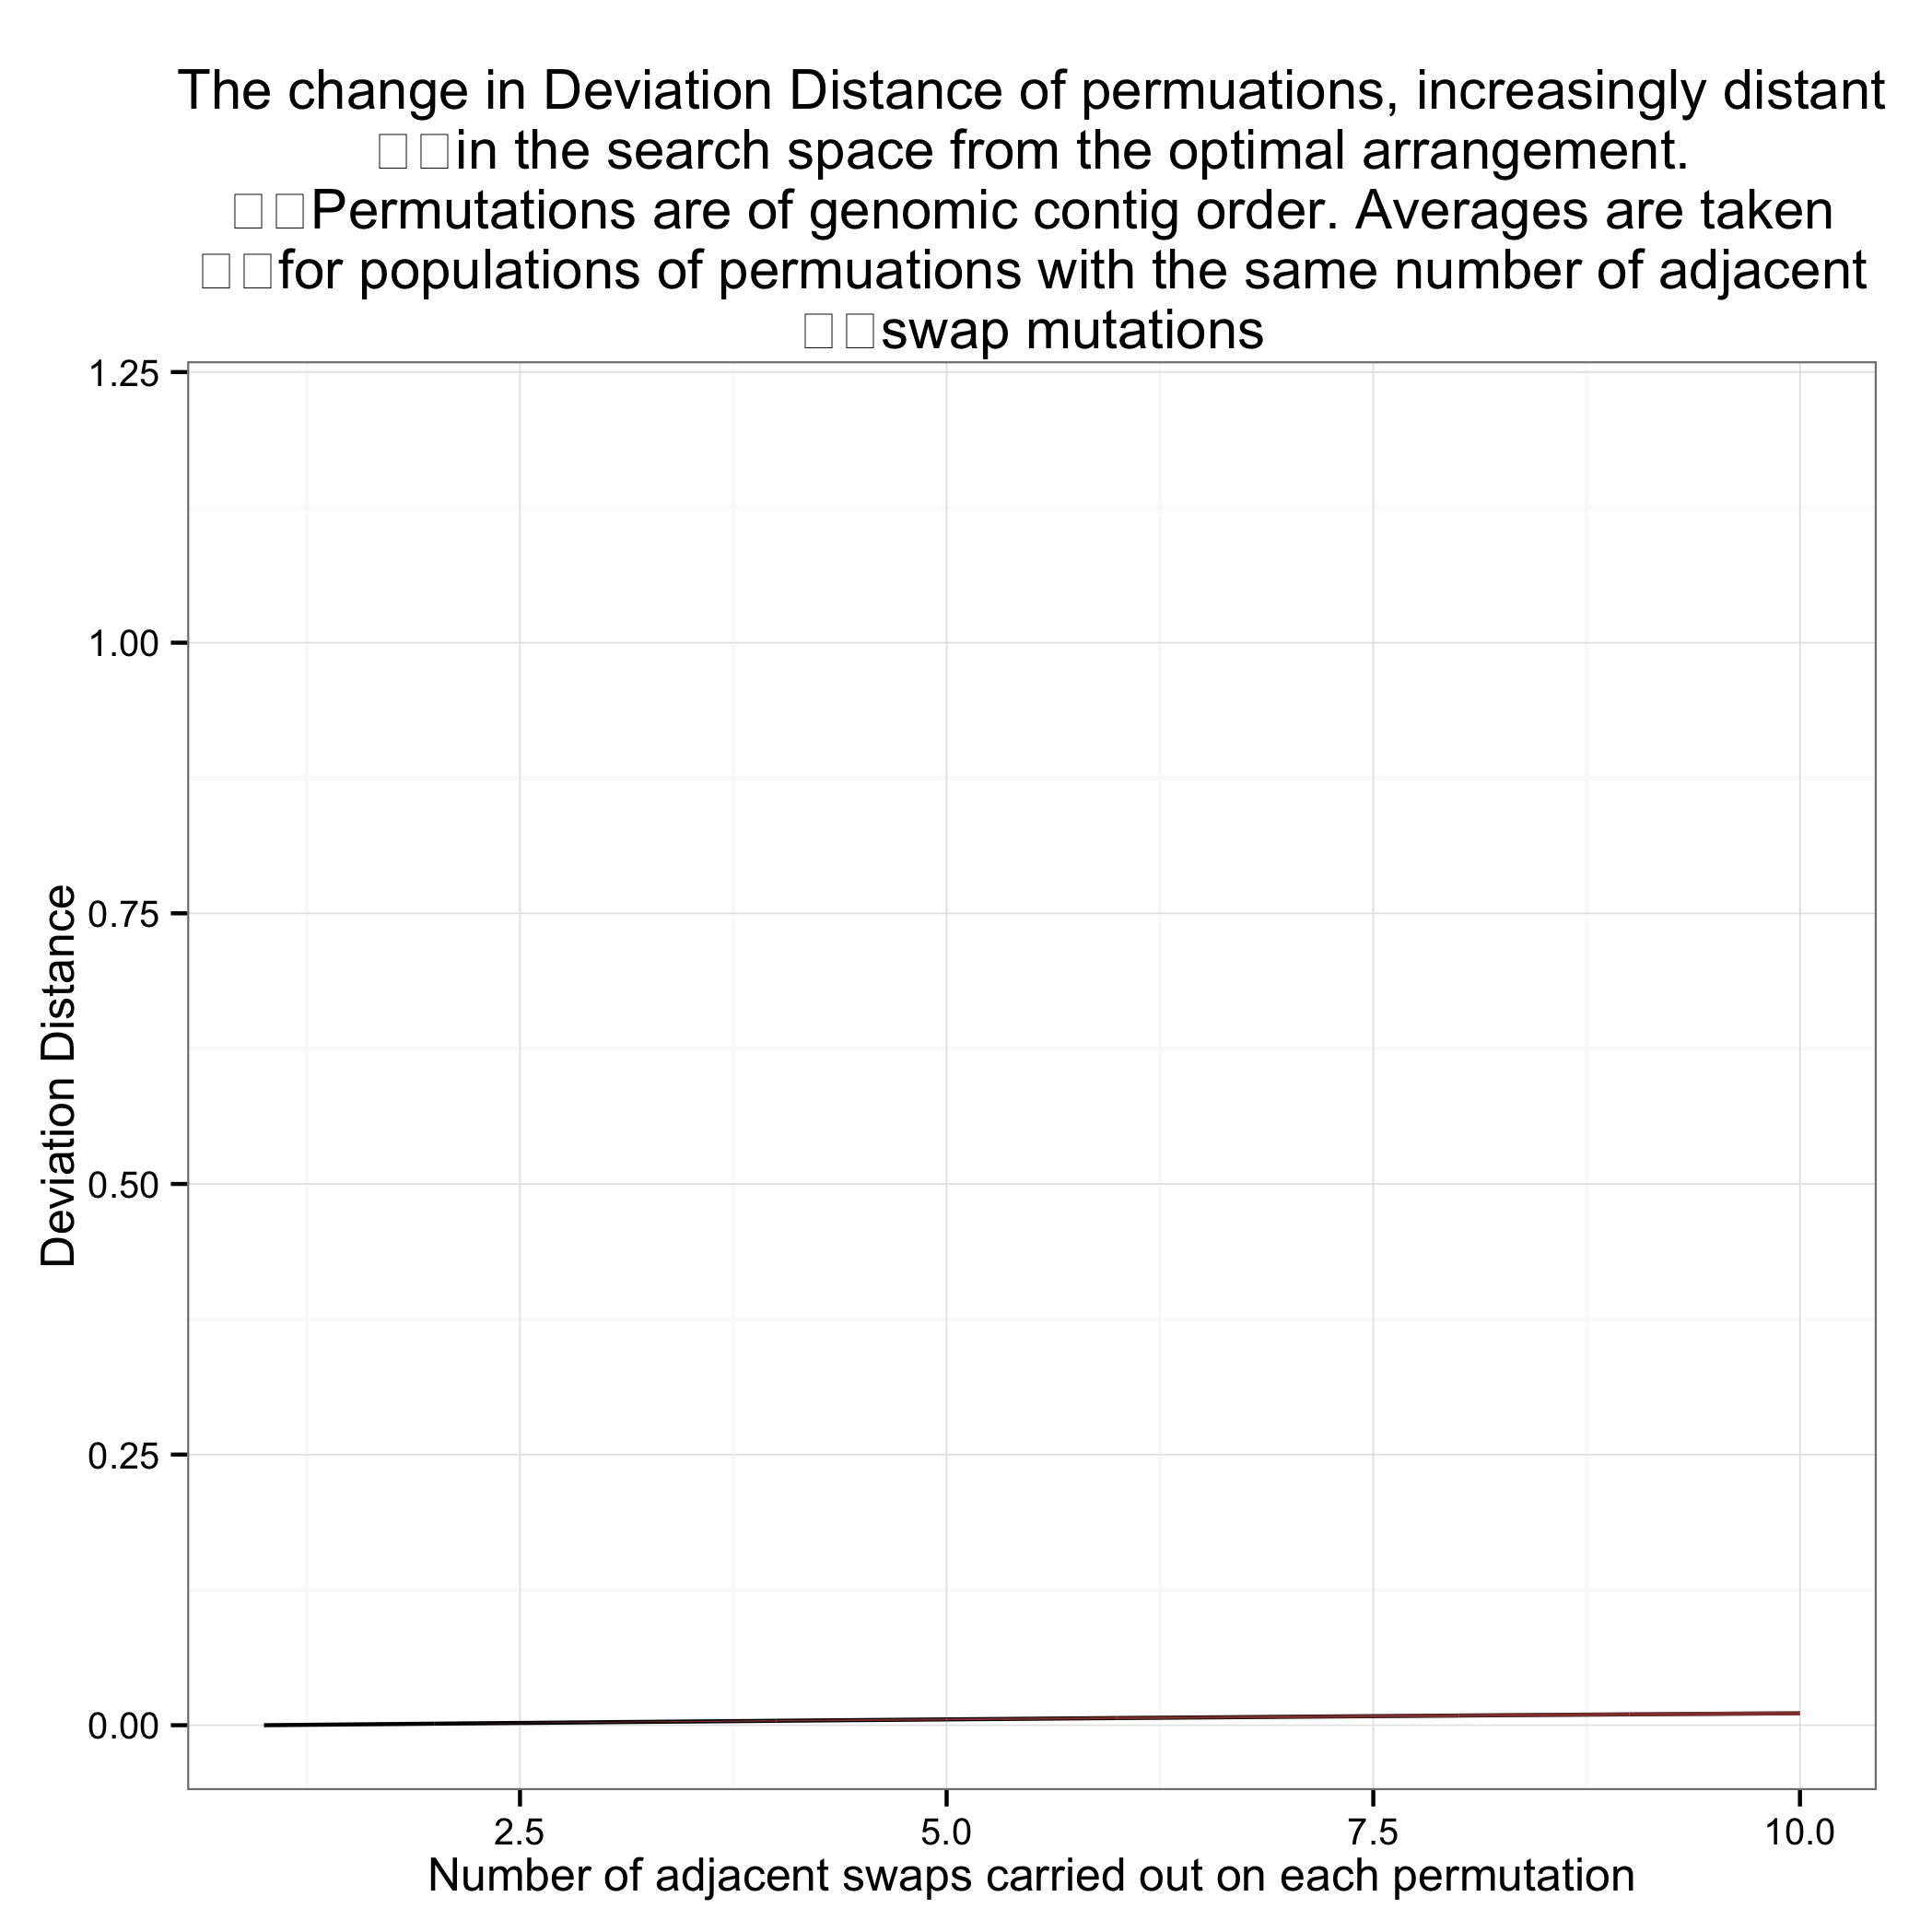 The change in Deviation Distance of permuations, increasingly distant
in the search space from the optimal arrangement.
Permutations are of genomic contig order. Averages are taken
for populations of permuations with the same number of adjacent
swap mutations
1.25
1.00
0.75
0.50
0.25
0.00
Deviation Distance
2.5 5.0 7.5 10.0
Number of adjacent swaps carried out on each permutation